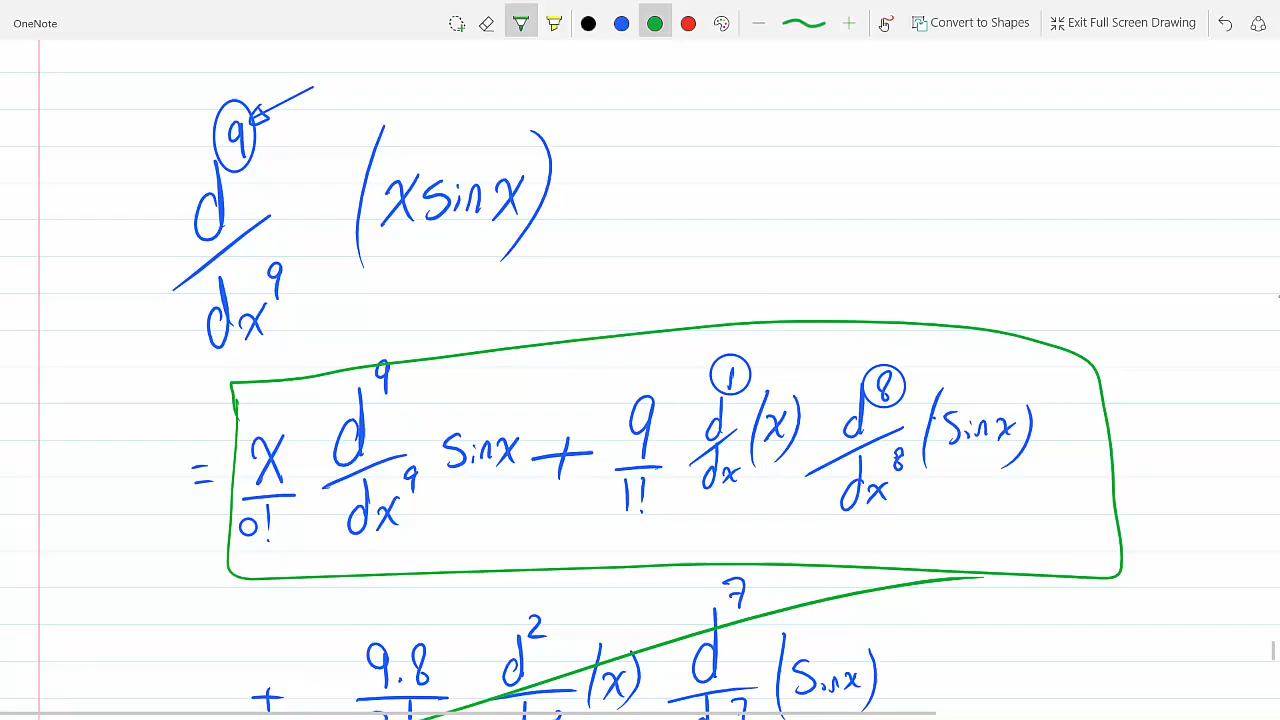 OneNote
Convert to Shapes
Exit Full Screen Drawing
d^9/dx^9 (x sin x)
= x/0! d^9/dx^9 sin x + 9/1! d^1/dx (x) d^8/dx^8 (sin x)
+ 9.8 d^2 (x) d^7 (sin x)